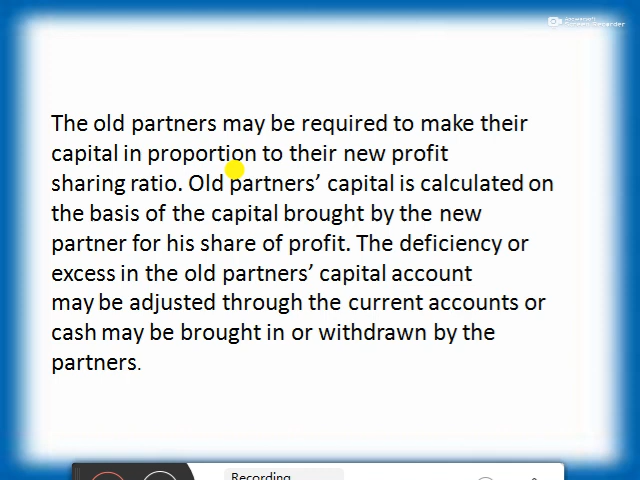 Screen Recorder
The old partners may be required to make their
capital in proportion to their new profit
sharing ratio. Old partners’ capital is calculated on
the basis of the capital brought by the new
partner for his share of profit. The deficiency or
excess in the old partners’ capital account
may be adjusted through the current accounts or
cash may be brought in or withdrawn by the
partners.
Recording